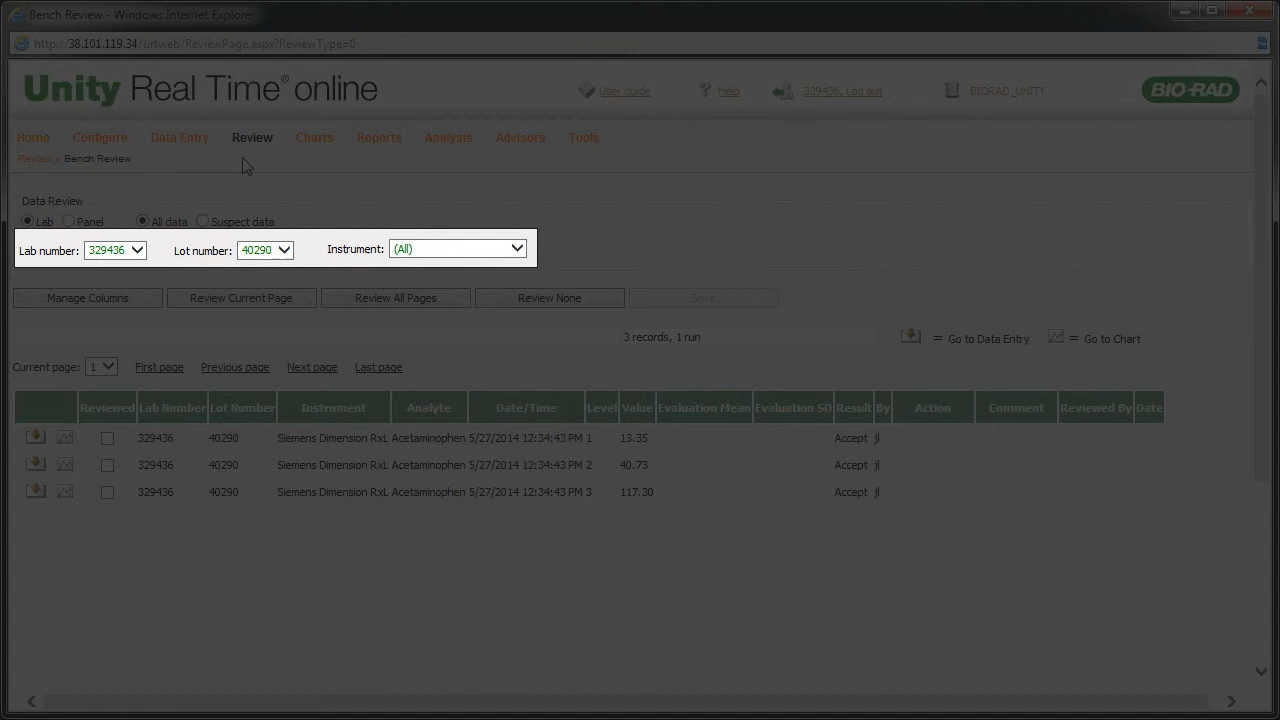 Bench Review - Windows Internet Explorer
http://38.101.119.34/urtweb/ReviewPage.aspx?ReviewType=0
Unity Real Time® online
User guide Help 329436, Log out BIORAD_UNITY BIO-RAD
Home Configure Data Entry Review Charts Reports Analysis Advisors Tools
Review » Bench Review
Data Review
Lab Panel All data Suspect data
Lab number: 329436 Lot number: 40290 Instrument: (All)
Manage Columns Review Current Page Review All Pages Review None Save
3 records, 1 run = Go to Data Entry = Go to Chart
Current page: 1 First page Previous page Next page Last page
Reviewed Lab Number Lot Number Instrument Analyte Date/Time Level Value Evaluation Mean Evaluation SD Result By Action Comment Reviewed By Date
329436 40290 Siemens Dimension RxL Acetaminophen 5/27/2014 12:34:43 PM 1 13.35 Accept jl
329436 40290 Siemens Dimension RxL Acetaminophen 5/27/2014 12:34:43 PM 2 40.73 Accept jl
329436 40290 Siemens Dimension RxL Acetaminophen 5/27/2014 12:34:43 PM 3 117.30 Accept jl